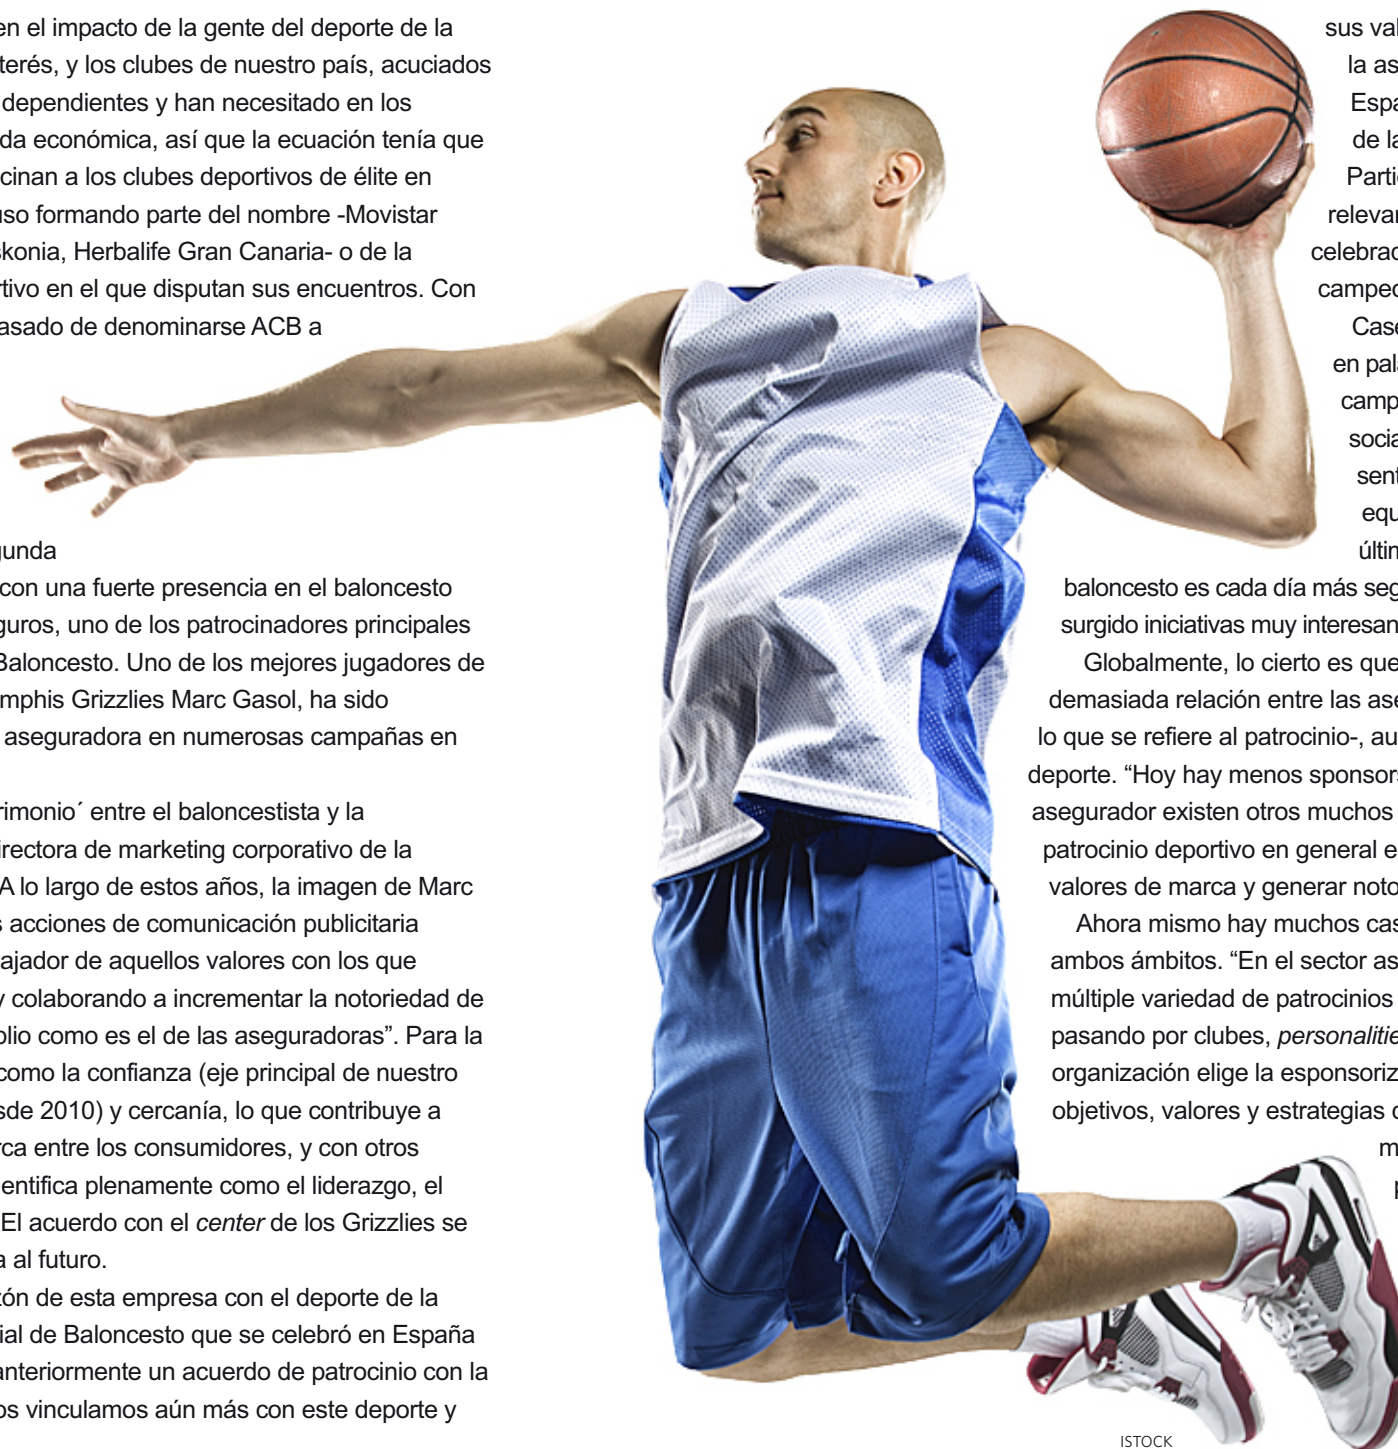 en el impacto de la gente del deporte de la
terés, y los clubes de nuestro país, acuciados
dependientes y han necesitado en los
da económica, así que la ecuación tenía que
cinan a los clubes deportivos de élite en
uso formando parte del nombre -Movistar
skonia, Herbalife Gran Canaria- o de la
rtivo en el que disputan sus encuentros. Con
asado de denominarse ACB a
gunda
con una fuerte presencia en el baloncesto
guros, uno de los patrocinadores principales
Baloncesto. Uno de los mejores jugadores de
mphis Grizzlies Marc Gasol, ha sido
aseguradora en numerosas campañas en
rimonio´ entre el baloncestista y la
irectora de marketing corporativo de la
A lo largo de estos años, la imagen de Marc
s acciones de comunicación publicitaria
ajador de aquellos valores con los que
y colaborando a incrementar la notoriedad de
plio como es el de las aseguradoras”. Para la
como la confianza (eje principal de nuestro
sde 2010) y cercanía, lo que contribuye a
rca entre los consumidores, y con otros
entifica plenamente como el liderazgo, el
El acuerdo con el center de los Grizzlies se
a al futuro.
zón de esta empresa con el deporte de la
ial de Baloncesto que se celebró en España
anteriormente un acuerdo de patrocinio con la
os vinculamos aún más con este deporte y
sus val
la as
Espa
de la
Parti
relevan
celebrac
campeo
Case
en pala
camp
socia
sent
equ
últin
baloncesto es cada día más seg
surgido iniciativas muy interesan
Globalmente, lo cierto es que
demasiada relación entre las ase
lo que se refiere al patrocinio-, au
deporte. “Hoy hay menos sponsors
asegurador existen otros muchos
patrocinio deportivo en general e
valores de marca y generar noto
Ahora mismo hay muchos cas
ambos ámbitos. “En el sector as
múltiple variedad de patrocinios
pasando por clubes, personalitie
organización elige la esponsoriz
objetivos, valores y estrategias d
m
p
ISTOCK